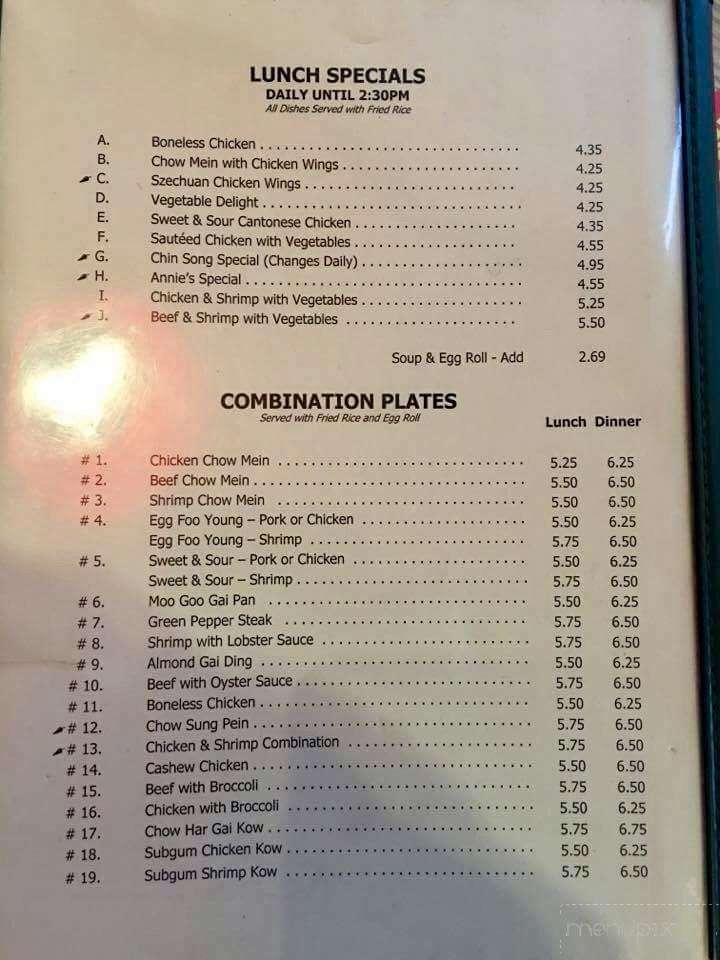 LUNCH SPECIALS
DAILY UNTIL 2:30PM
All Dishes Served with Fried Rice
A. Boneless Chicken 4.35
B. Chow Mein with Chicken Wings 4.25
C. Szechuan Chicken Wings 4.25
D. Vegetable Delight 4.25
E. Sweet & Sour Cantonese Chicken 4.35
F. Sautéed Chicken with Vegetables 4.55
G. Chin Song Special (Changes Daily) 4.95
H. Annie's Special 4.55
I. Chicken & Shrimp with Vegetables 5.25
J. Beef & Shrimp with Vegetables 5.50
Soup & Egg Roll - Add 2.69
COMBINATION PLATES
Served with Fried Rice and Egg Roll
Lunch Dinner
# 1. Chicken Chow Mein 5.25 6.25
# 2. Beef Chow Mein 5.50 6.50
# 3. Shrimp Chow Mein 5.50 6.50
# 4. Egg Foo Young – Pork or Chicken 5.50 6.25
Egg Foo Young – Shrimp 5.75 6.50
# 5. Sweet & Sour – Pork or Chicken 5.50 6.25
Sweet & Sour – Shrimp 5.75 6.50
# 6. Moo Goo Gai Pan 5.50 6.25
# 7. Green Pepper Steak 5.75 6.50
# 8. Shrimp with Lobster Sauce 5.75 6.50
# 9. Almond Gai Ding 5.50 6.25
# 10. Beef with Oyster Sauce 5.75 6.50
# 11. Boneless Chicken 5.50 6.25
# 12. Chow Sung Pein 5.75 6.50
# 13. Chicken & Shrimp Combination 5.75 6.50
# 14. Cashew Chicken 5.50 6.50
# 15. Beef with Broccoli 5.75 6.50
# 16. Chicken with Broccoli 5.50 6.25
# 17. Chow Har Gai Kow 5.75 6.75
# 18. Subgum Chicken Kow 5.50 6.25
# 19. Subgum Shrimp Kow 5.75 6.50
menupix